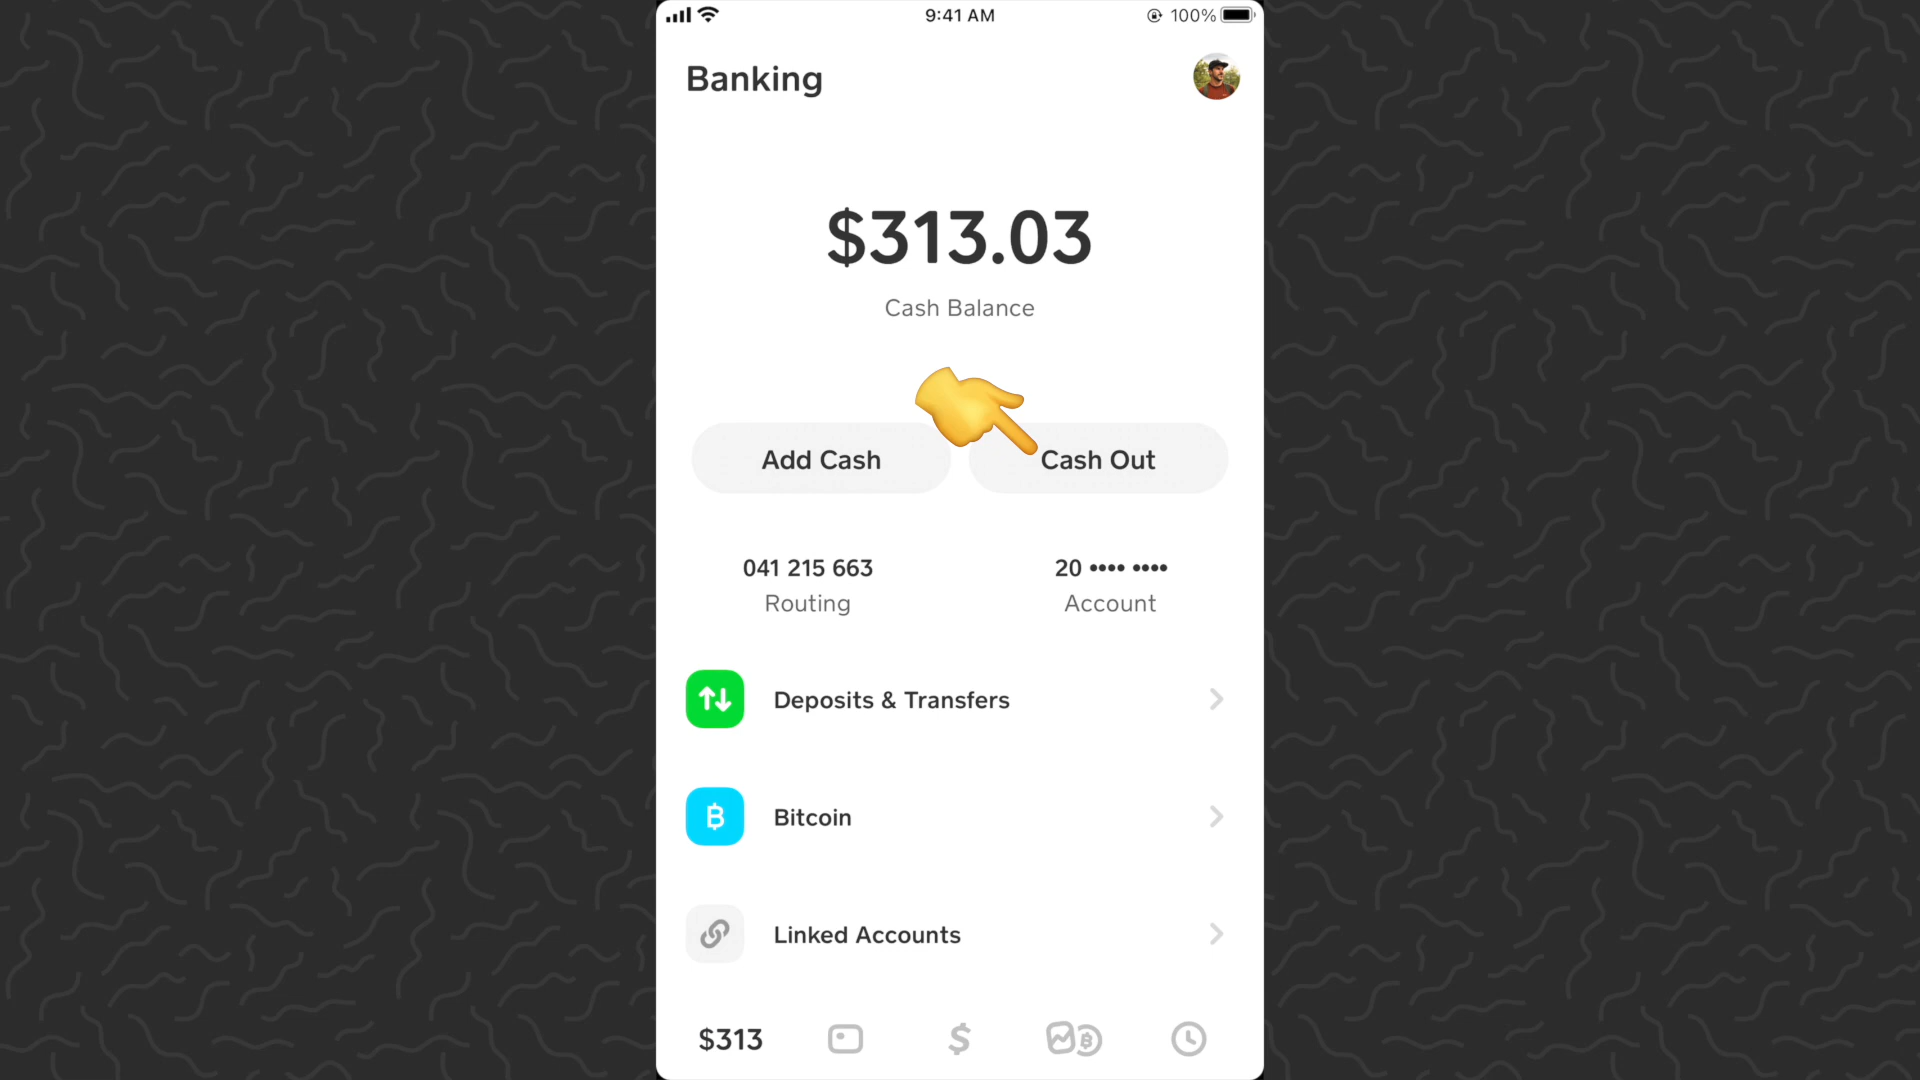 9:41 AM
100%
Banking
$313.03
Cash Balance
Add Cash
Cash Out
041 215 663
20 •••• ••••
Routing
Account
Deposits & Transfers
Bitcoin
Linked Accounts
$313